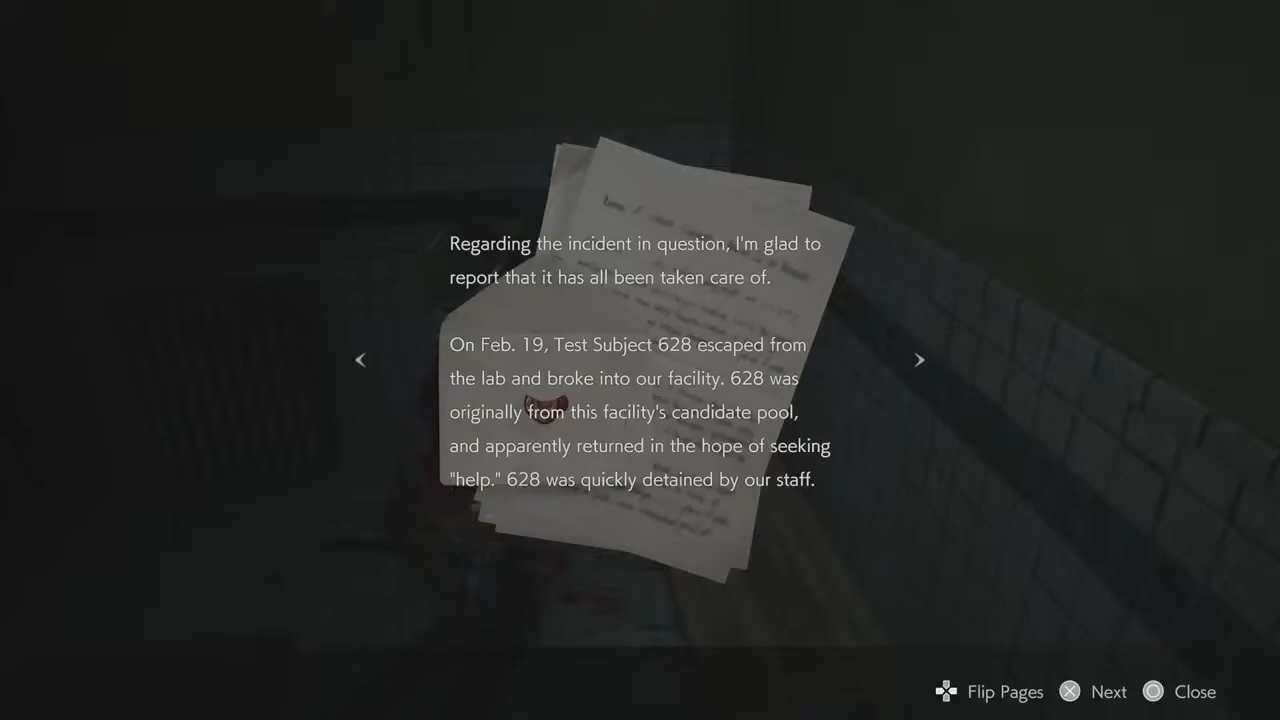 Regarding the incident in question, I'm glad to
report that it has all been taken care of.
On Feb. 19, Test Subject 628 escaped from
the lab and broke into our facility. 628 was
originally from this facility's candidate pool,
and apparently returned in the hope of seeking
"help." 628 was quickly detained by our staff.
Flip Pages Next Close